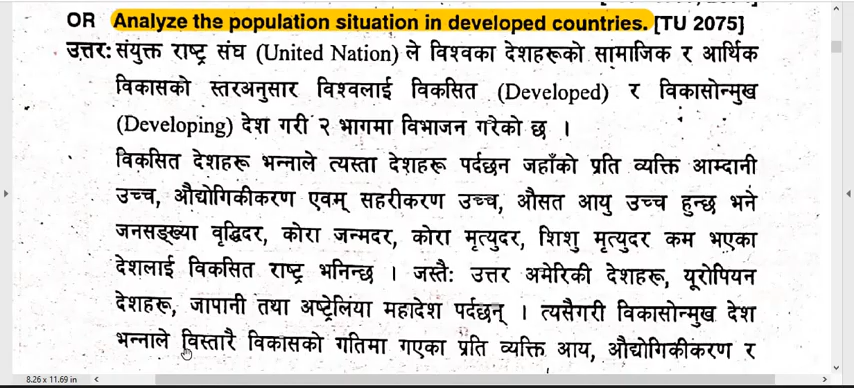 OR Analyze the population situation in developed countries. [TU 2075]
उत्तर: संयुक्त राष्ट्र संघ (United Nation) ले विश्वका देशहरूको सामाजिक र आर्थिक
विकासको स्तरअनुसार विश्वलाई विकसित (Developed) र विकासोन्मुख
(Developing) देश गरी २ भागमा विभाजन गरेको छ ।
विकसित देशहरू भन्नाले त्यस्ता देशहरू पर्दछन जहाँको प्रति व्यक्ति आम्दानी
उच्च, औद्योगिकीकरण एवम् सहरीकरण उच्च, औसत आयु उच्च हुन्छ भने
जनसङ्ख्या वृद्धिदर, कोरा जन्मदर, कोरा मृत्युदर, शिशु मृत्युदर कम भएका
देशलाई विकसित राष्ट्र भनिन्छ । जस्तै: उत्तर अमेरिकी देशहरू, यूरोपियन
देशहरू, जापानी तथा अष्ट्रेलिया महादेश पर्दछन् । त्यसैगरी विकासोन्मुख देश
भन्नाले विस्तारै विकासको गतिमा गएका प्रति व्यक्ति आय, औद्योगिकीकरण र
8.26 x 11.69 in